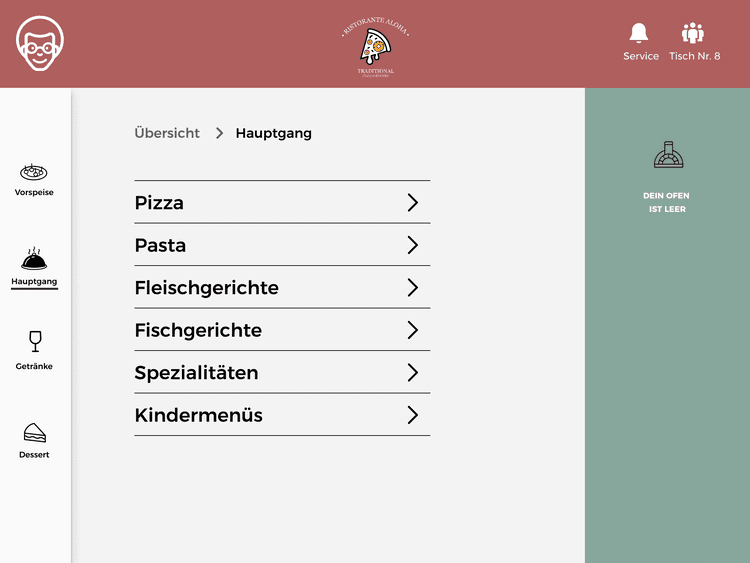 • RISTORANTE ALOHA •
TRADITIONAL
Service
Tisch Nr. 8
Übersicht > Hauptgang
Vorspeise
Hauptgang
Getränke
Dessert
Pizza
Pasta
Fleischgerichte
Fischgerichte
Spezialitäten
Kindermenüs
DEIN OFEN
IST LEER